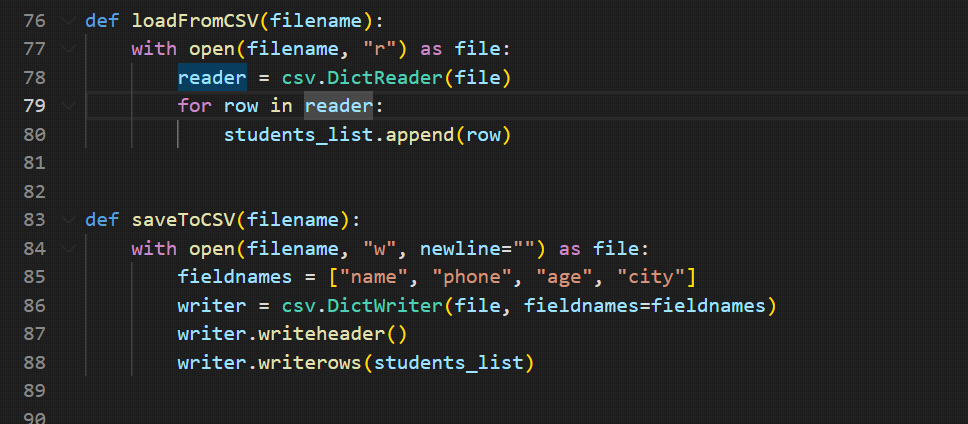 76 def loadFromCSV(filename):
77     with open(filename, "r") as file:
78         reader = csv.DictReader(file)
79         for row in reader:
80             students_list.append(row)
81
82
83 def saveToCSV(filename):
84     with open(filename, "w", newline="") as file:
85         fieldnames = ["name", "phone", "age", "city"]
86         writer = csv.DictWriter(file, fieldnames=fieldnames)
87         writer.writeheader()
88         writer.writerows(students_list)
89
90